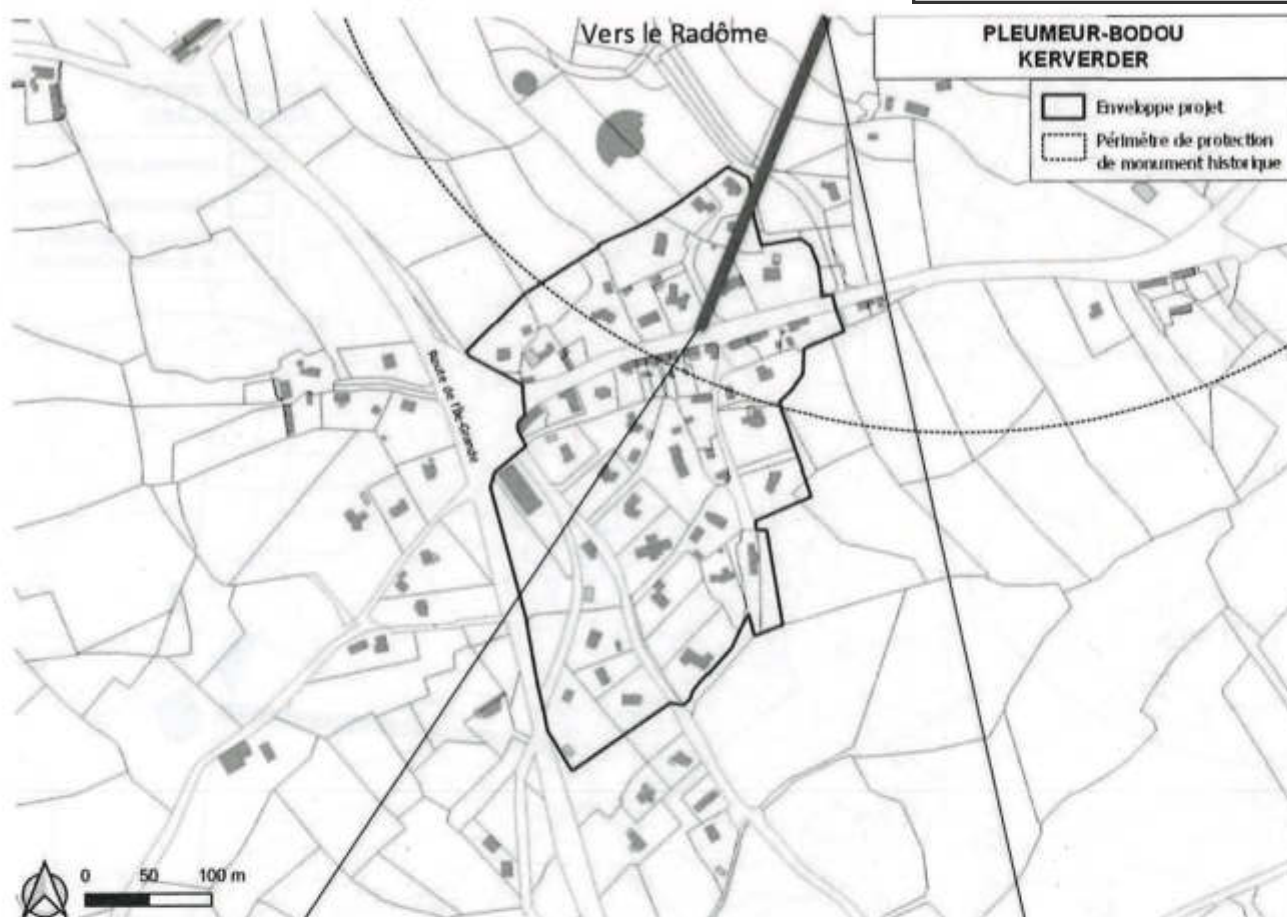 Vers le Radôme
PLEUMEUR-BODOU
KERVERDER
Enveloppe projet
Périmètre de protection
de monument historique
Route de l'Île-Grande
0 50 100 m